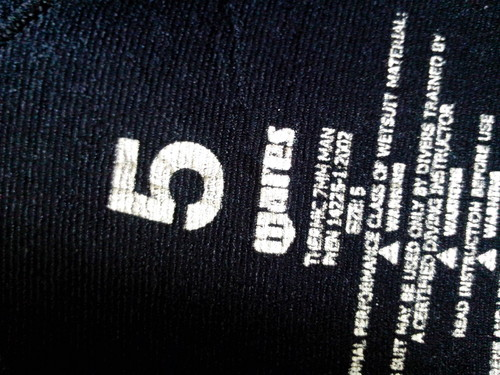 5
mares
THERMIC 7MM MAN
PREN 14225-1:2002
SIZE: 5
PERFORMANCE CLASS OF WETSUIT MATERIAL:
WARNING
SUIT MAY BE USED ONLY BY DIVERS TRAINED BY
A CERTIFIED DIVING INSTRUCTOR
WARNING
READ INSTRUCTION BEFORE USE
WARNING